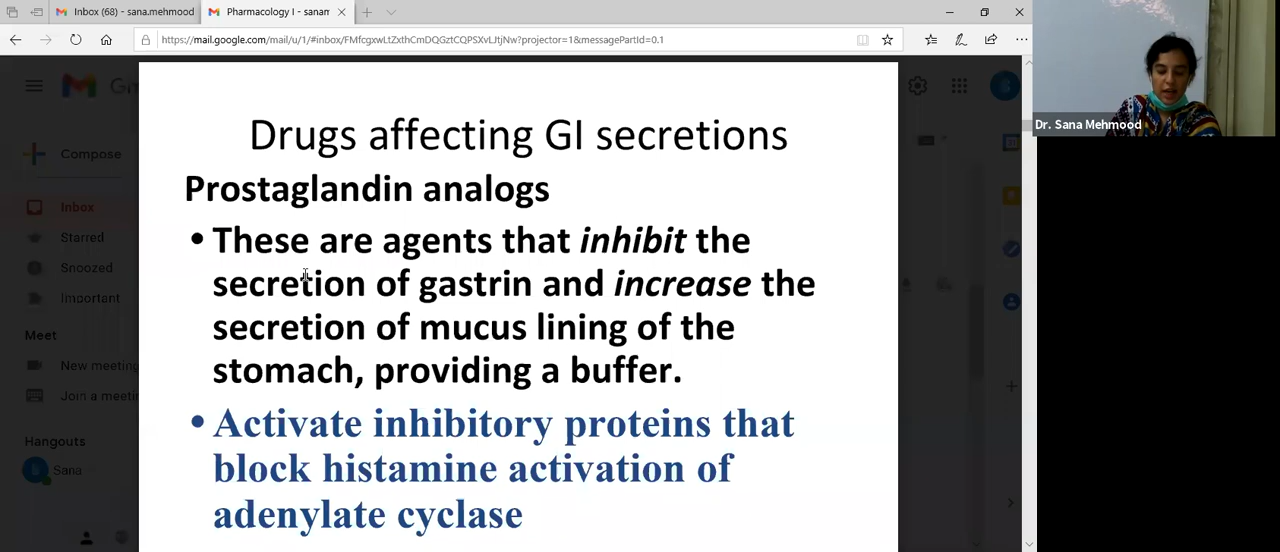 Inbox (68) - sana.mehmood
Pharmacology I - sanam
https://mail.google.com/mail/u/1/#inbox/FMfcgxwLtZxthCmDQGztCQPSXvLJtjNw?projector=1&messagePartId=0.1
Compose
Inbox
Starred
Snoozed
Important
Meet
New meeting
Join a meeti
Hangouts
Sana
Drugs affecting GI secretions
Prostaglandin analogs
• These are agents that inhibit the
secretion of gastrin and increase the
secretion of mucus lining of the
stomach, providing a buffer.
• Activate inhibitory proteins that
block histamine activation of
adenylate cyclase
Dr. Sana Mehmood